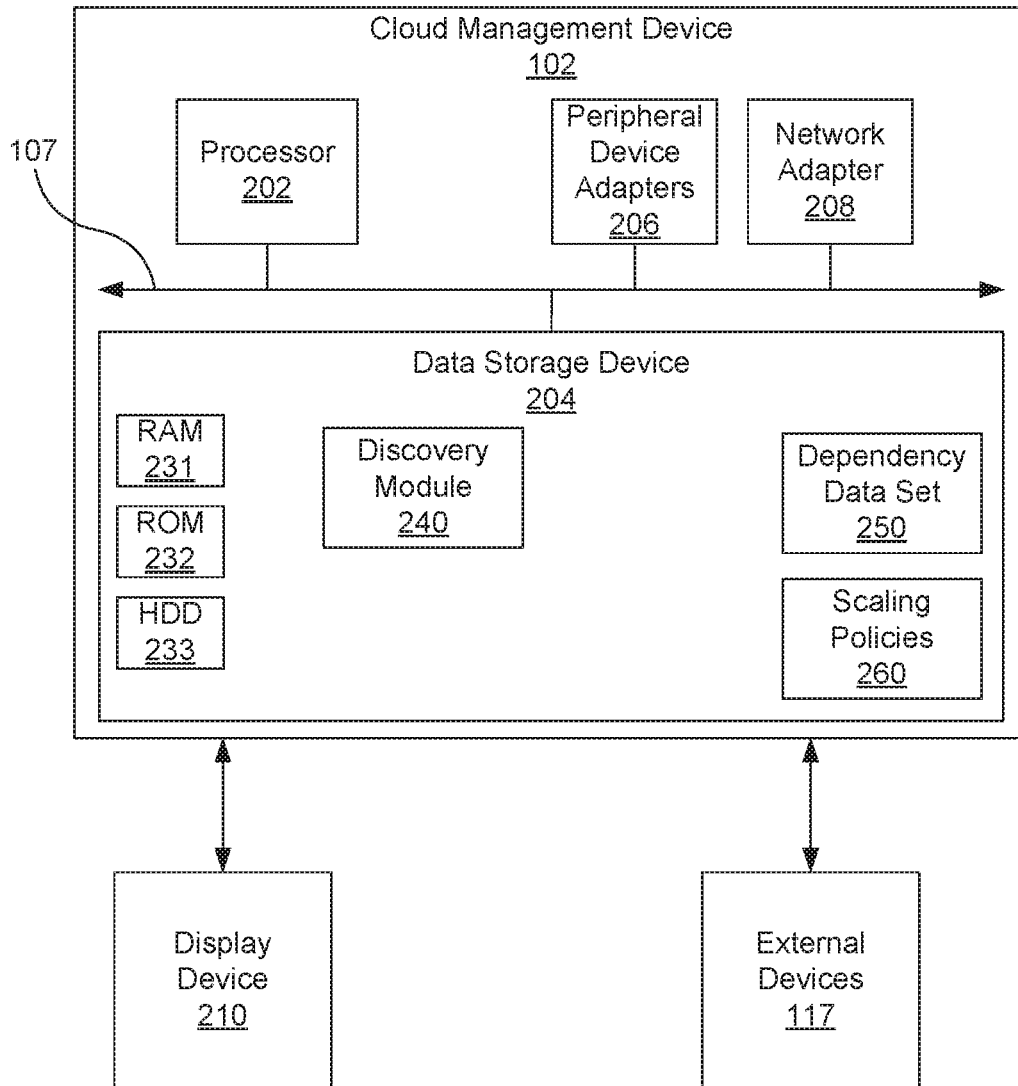 Cloud Management Device
102
107
Processor
202
Peripheral
Device
Adapters
206
Network
Adapter
208
Data Storage Device
204
RAM
231
ROM
232
HDD
233
Discovery
Module
240
Dependency
Data Set
250
Scaling
Policies
260
Display
Device
210
External
Devices
117